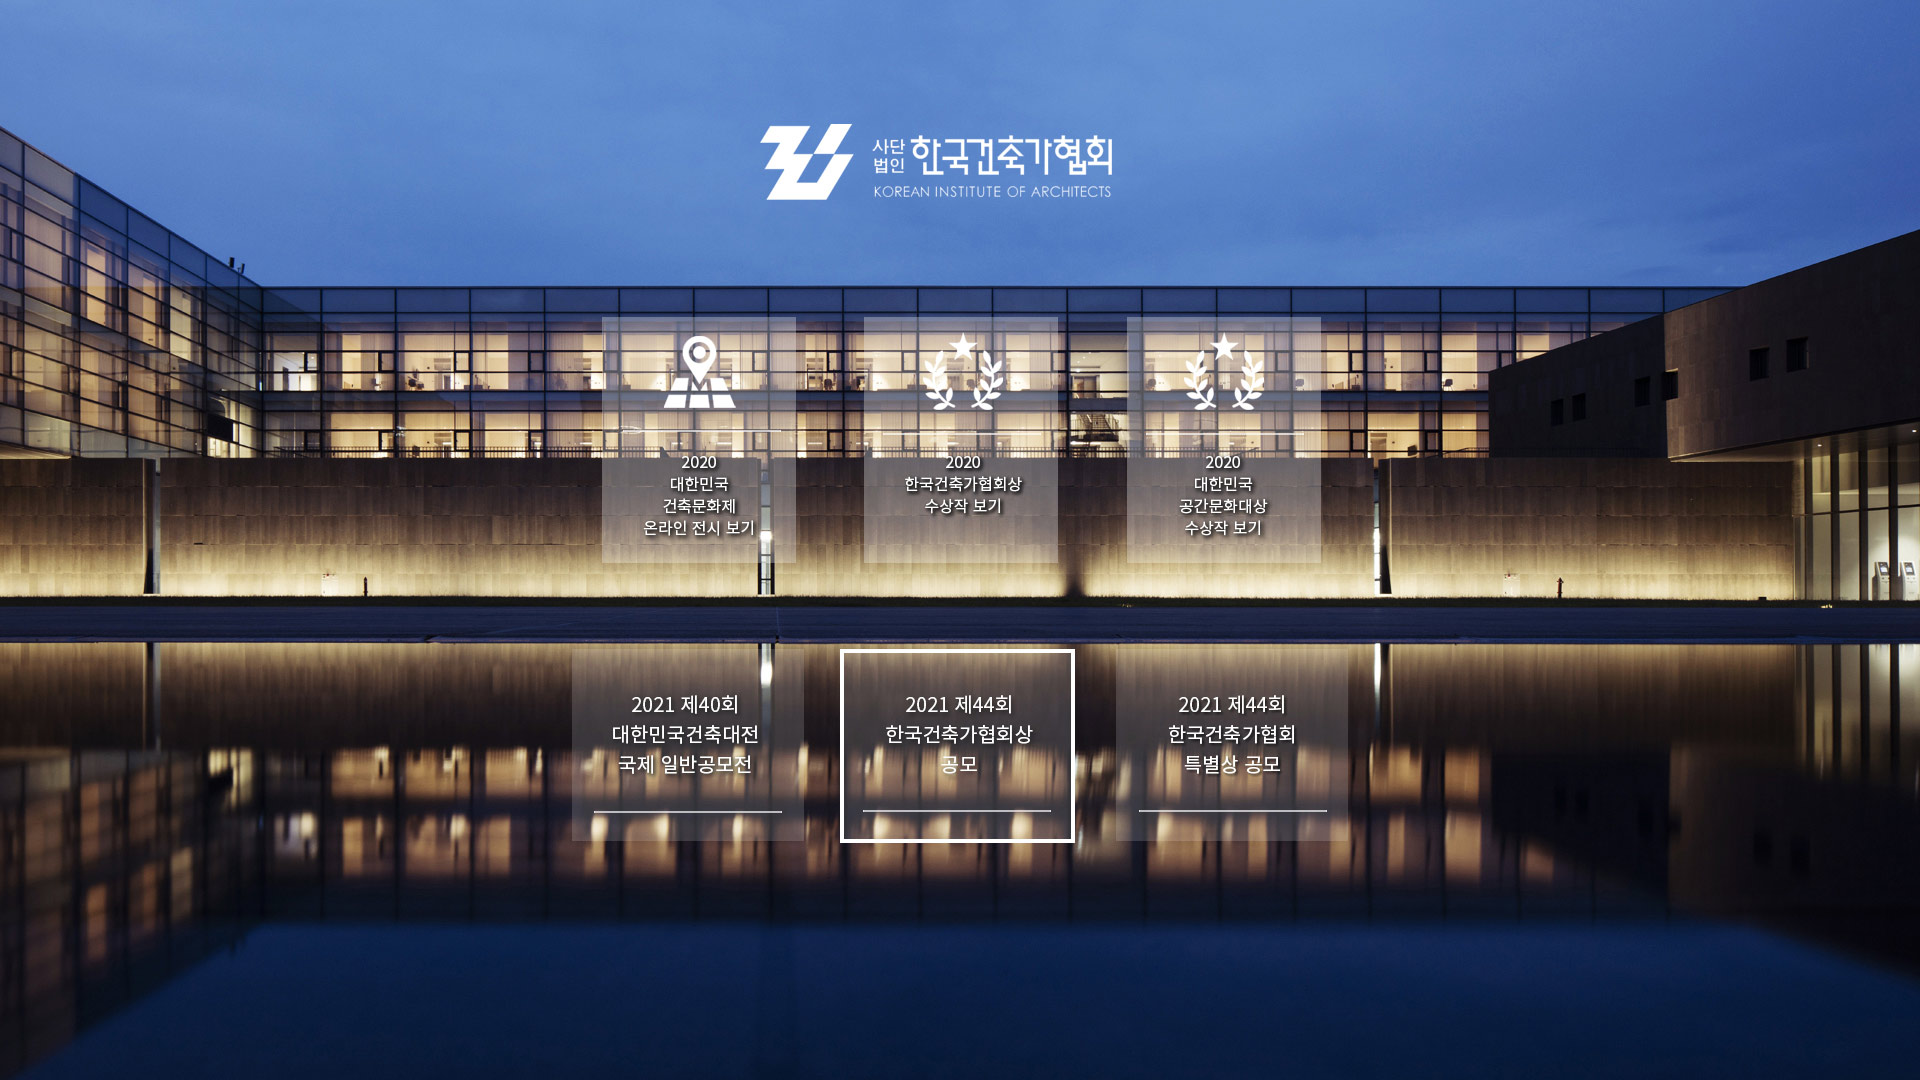 사단
법인
한국건축가협회
KOREAN INSTITUTE OF ARCHITECTS
2020
대한민국
건축문화제
온라인 전시 보기
2020
한국건축가협회상
수상작 보기
2020
대한민국
공간문화대상
수상작 보기
2021 제40회
대한민국건축대전
국제 일반공모전
2021 제44회
한국건축가협회상
공모
2021 제44회
한국건축가협회
특별상 공모